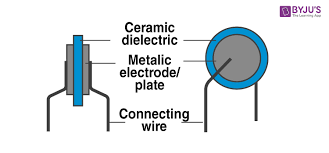 BYJU'S
The Learning App
Ceramic
dielectric
Metalic
electrode/
plate
Connecting
wire